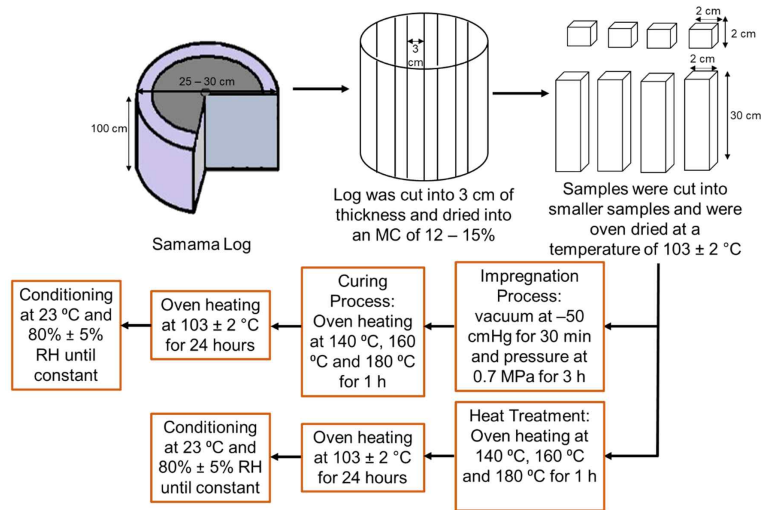 25 – 30 cm
100 cm
Samama Log
3
cm
Log was cut into 3 cm of
thickness and dried into
an MC of 12 – 15%
2 cm
2 cm
2 cm
30 cm
Samples were cut into
smaller samples and were
oven dried at a
temperature of 103 ± 2 °C
Impregnation
Process:
vacuum at –50
cmHg for 30 min
and pressure at
0.7 MPa for 3 h
Curing
Process:
Oven heating
at 140 ºC, 160
ºC and 180 ºC
for 1 h
Oven heating
at 103 ± 2 °C
for 24 hours
Conditioning
at 23 ºC and
80% ± 5%
RH until
constant
Heat Treatment:
Oven heating at
140 ºC, 160 ºC
and 180 ºC for 1 h
Oven heating
at 103 ± 2 °C
for 24 hours
Conditioning
at 23 ºC and
80% ± 5% RH
until constant